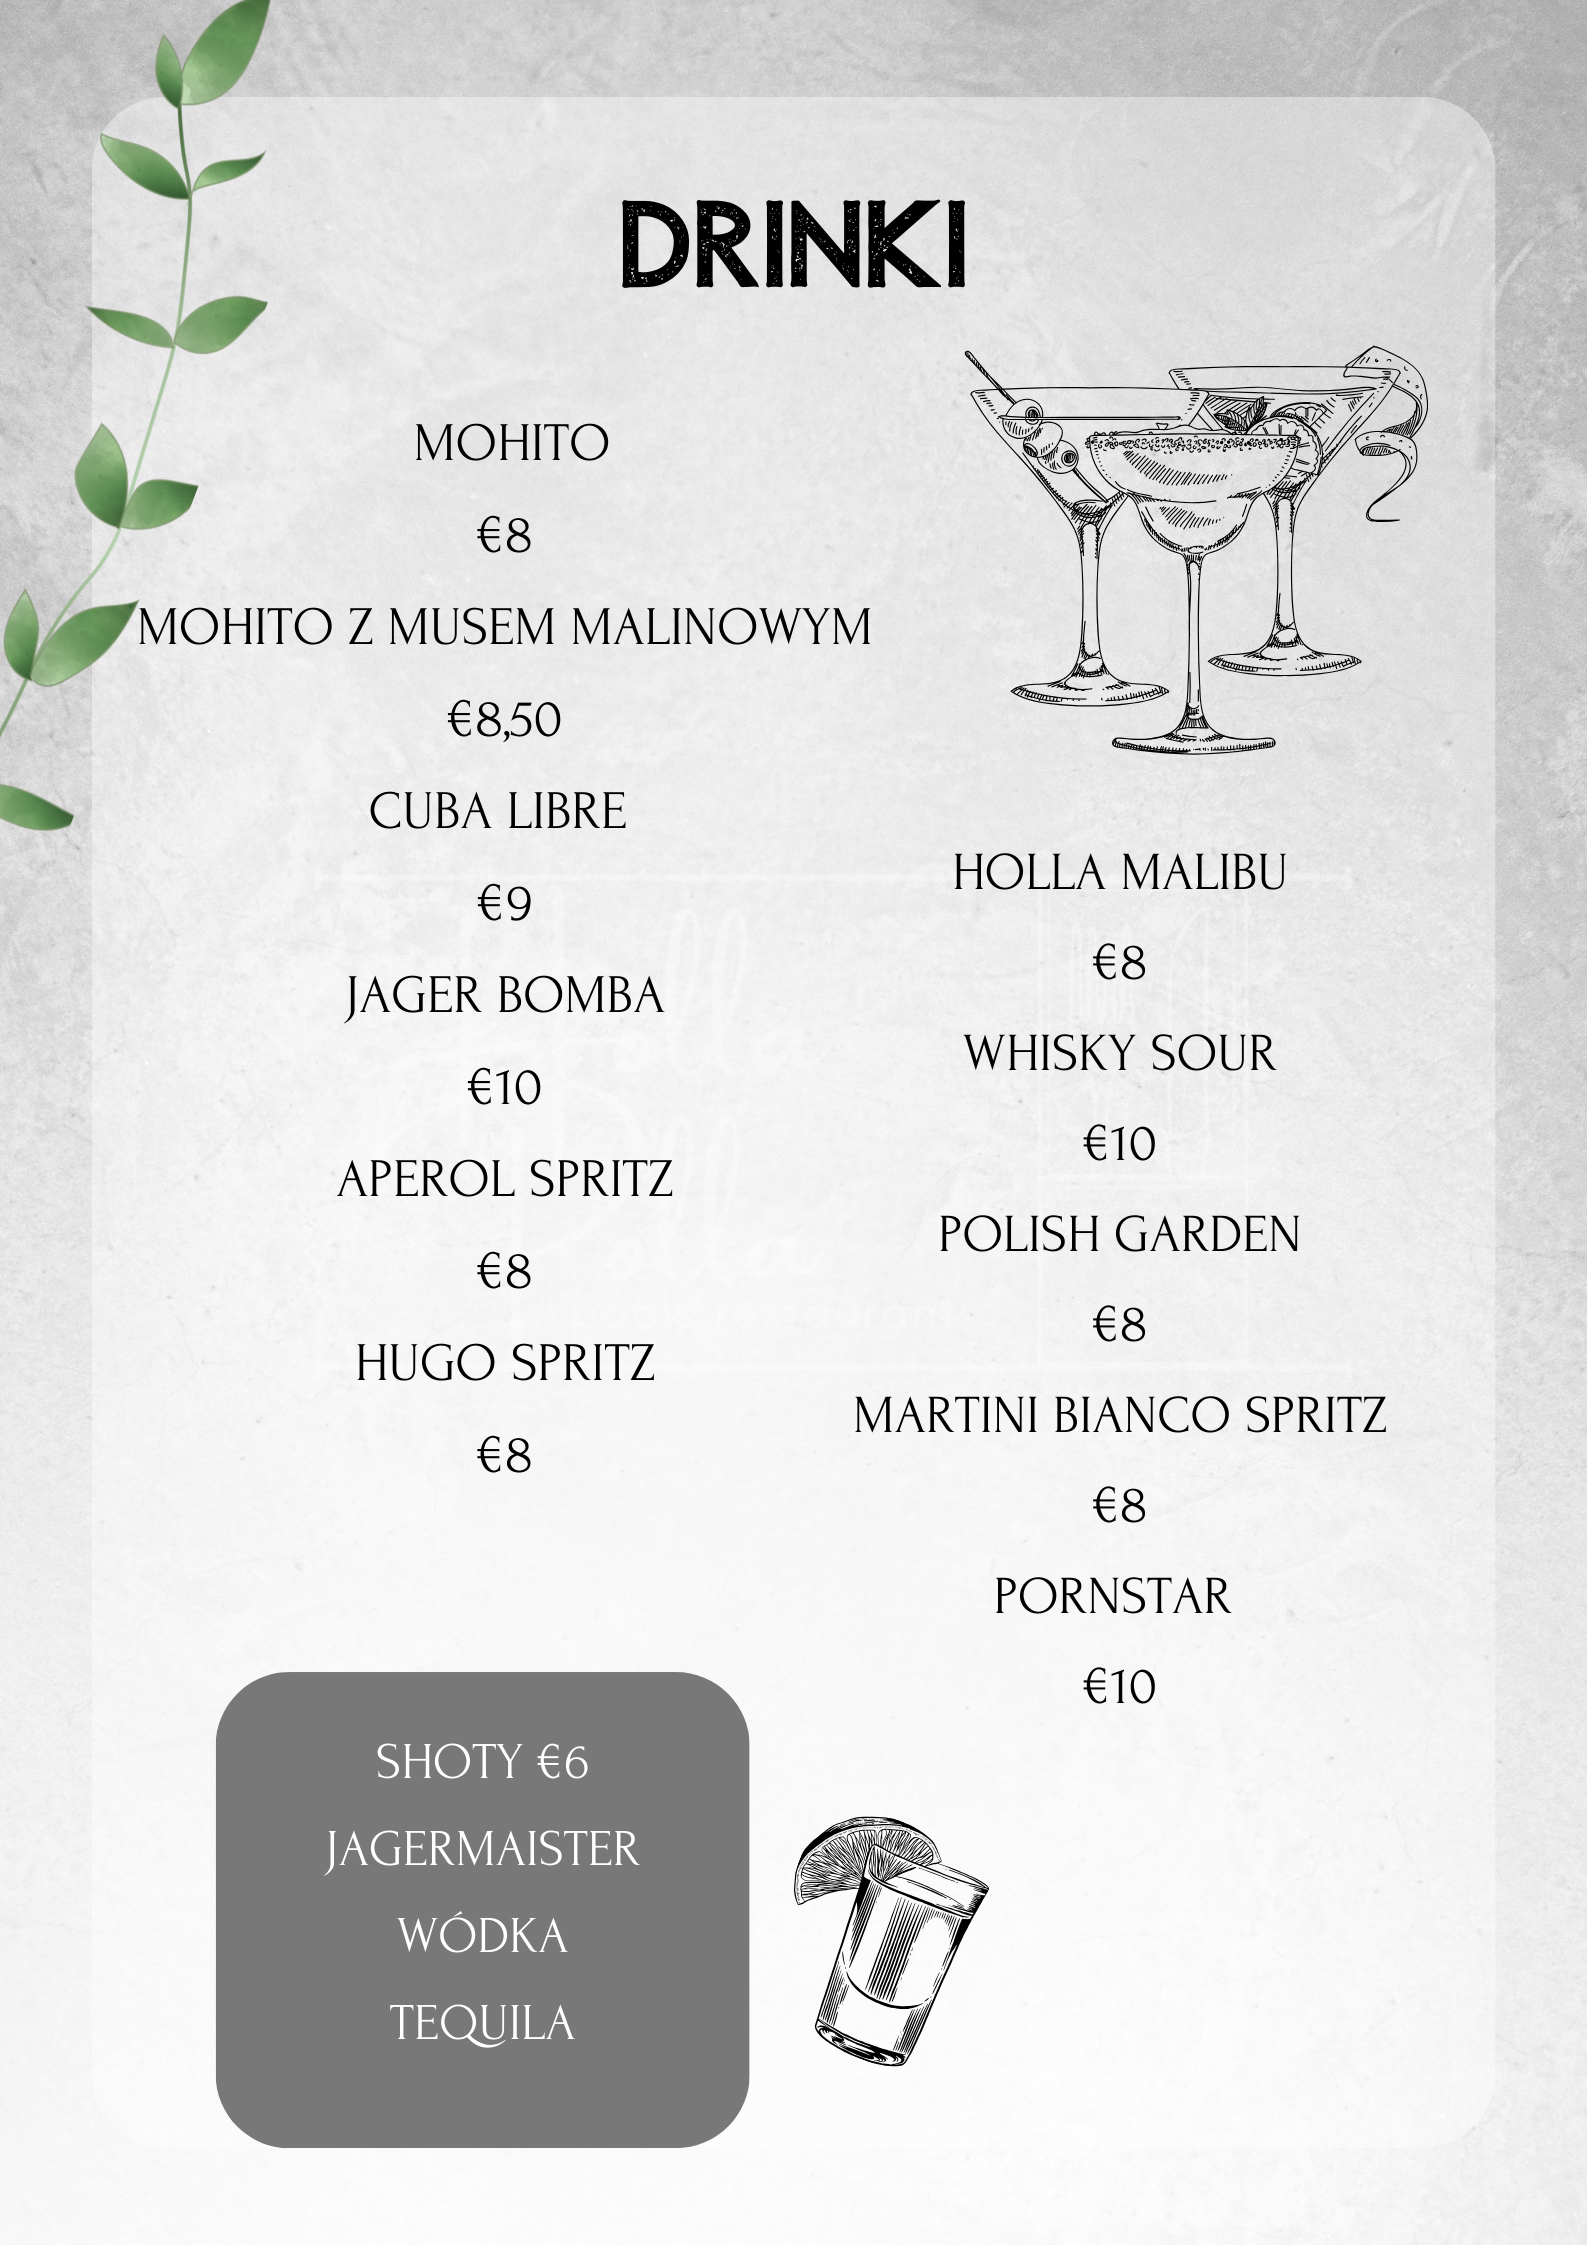 DRINKI
MOHITO
€8
MOHITO Z MUSEM MALINOWYM
€8,50
CUBA LIBRE
€9
JAGER BOMBA
€10
APEROL SPRITZ
€8
HUGO SPRITZ
€8
HOLLA MALIBU
€8
WHISKY SOUR
€10
POLISH GARDEN
€8
MARTINI BIANCO SPRITZ
€8
PORNSTAR
€10
SHOTY €6
JAGERMAISTER
WÓDKA
TEQUILA